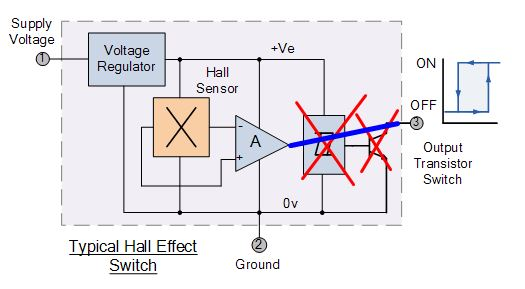 Supply
Voltage
1
Voltage
Regulator
+Ve
Hall
Sensor
-
+
A
ON
OFF
3
Output
Transistor
Switch
0v
2
Ground
Typical Hall Effect
Switch